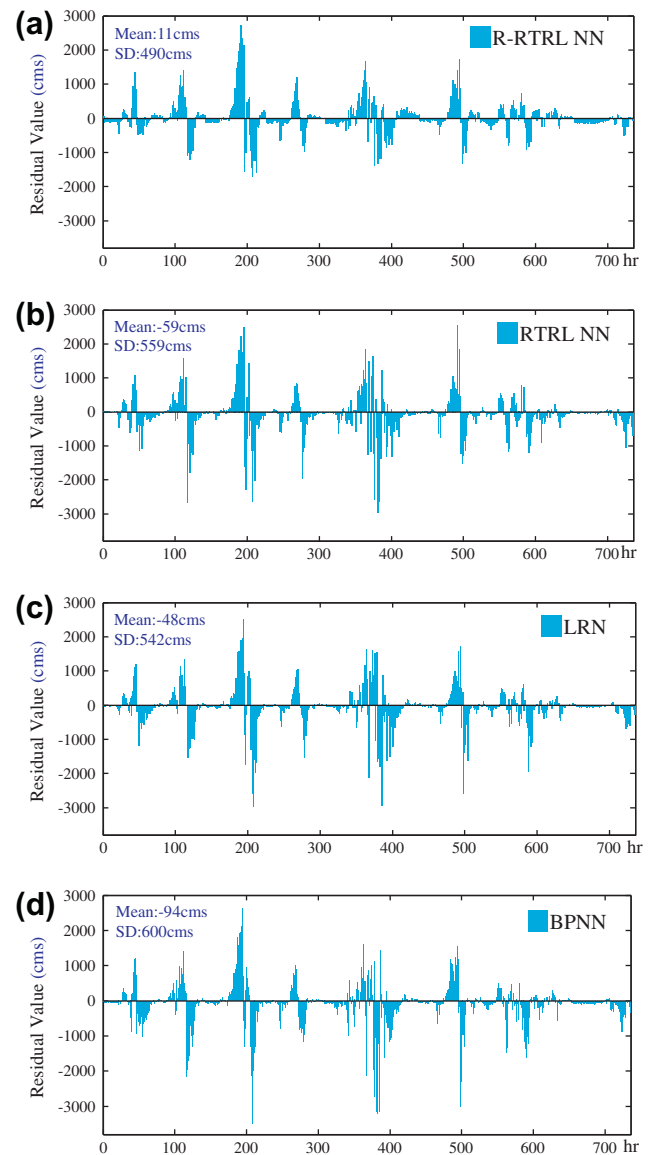 (a)
Mean:11cms
SD:490cms
R-RTRL NN
Residual Value (cms)
3000
2000
1000
0
-1000
-2000
-3000
0 100 200 300 400 500 600 700 hr
(b)
Mean:-59cms
SD:559cms
RTRL NN
Residual Value (cms)
3000
2000
1000
0
-1000
-2000
-3000
0 100 200 300 400 500 600 700 hr
(c)
Mean:-48cms
SD:542cms
LRN
Residual Value (cms)
3000
2000
1000
0
-1000
-2000
-3000
0 100 200 300 400 500 600 700 hr
(d)
Mean:-94cms
SD:600cms
BPNN
Residual Value (cms)
3000
2000
1000
0
-1000
-2000
-3000
0 100 200 300 400 500 600 700 hr